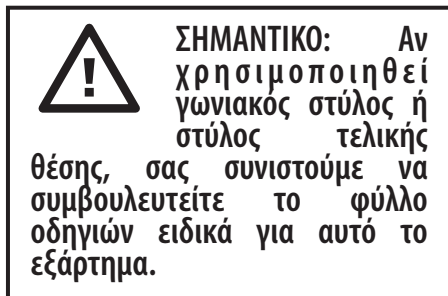 ΣΗΜΑΝΤΙΚΟ: Αν
χρησιμοποιηθεί
γωνιακός στύλος ή
στύλος τελικής
θέσης, σας συνιστούμε να
συμβουλευτείτε το φύλλο
οδηγιών ειδικά για αυτό το
εξάρτημα.